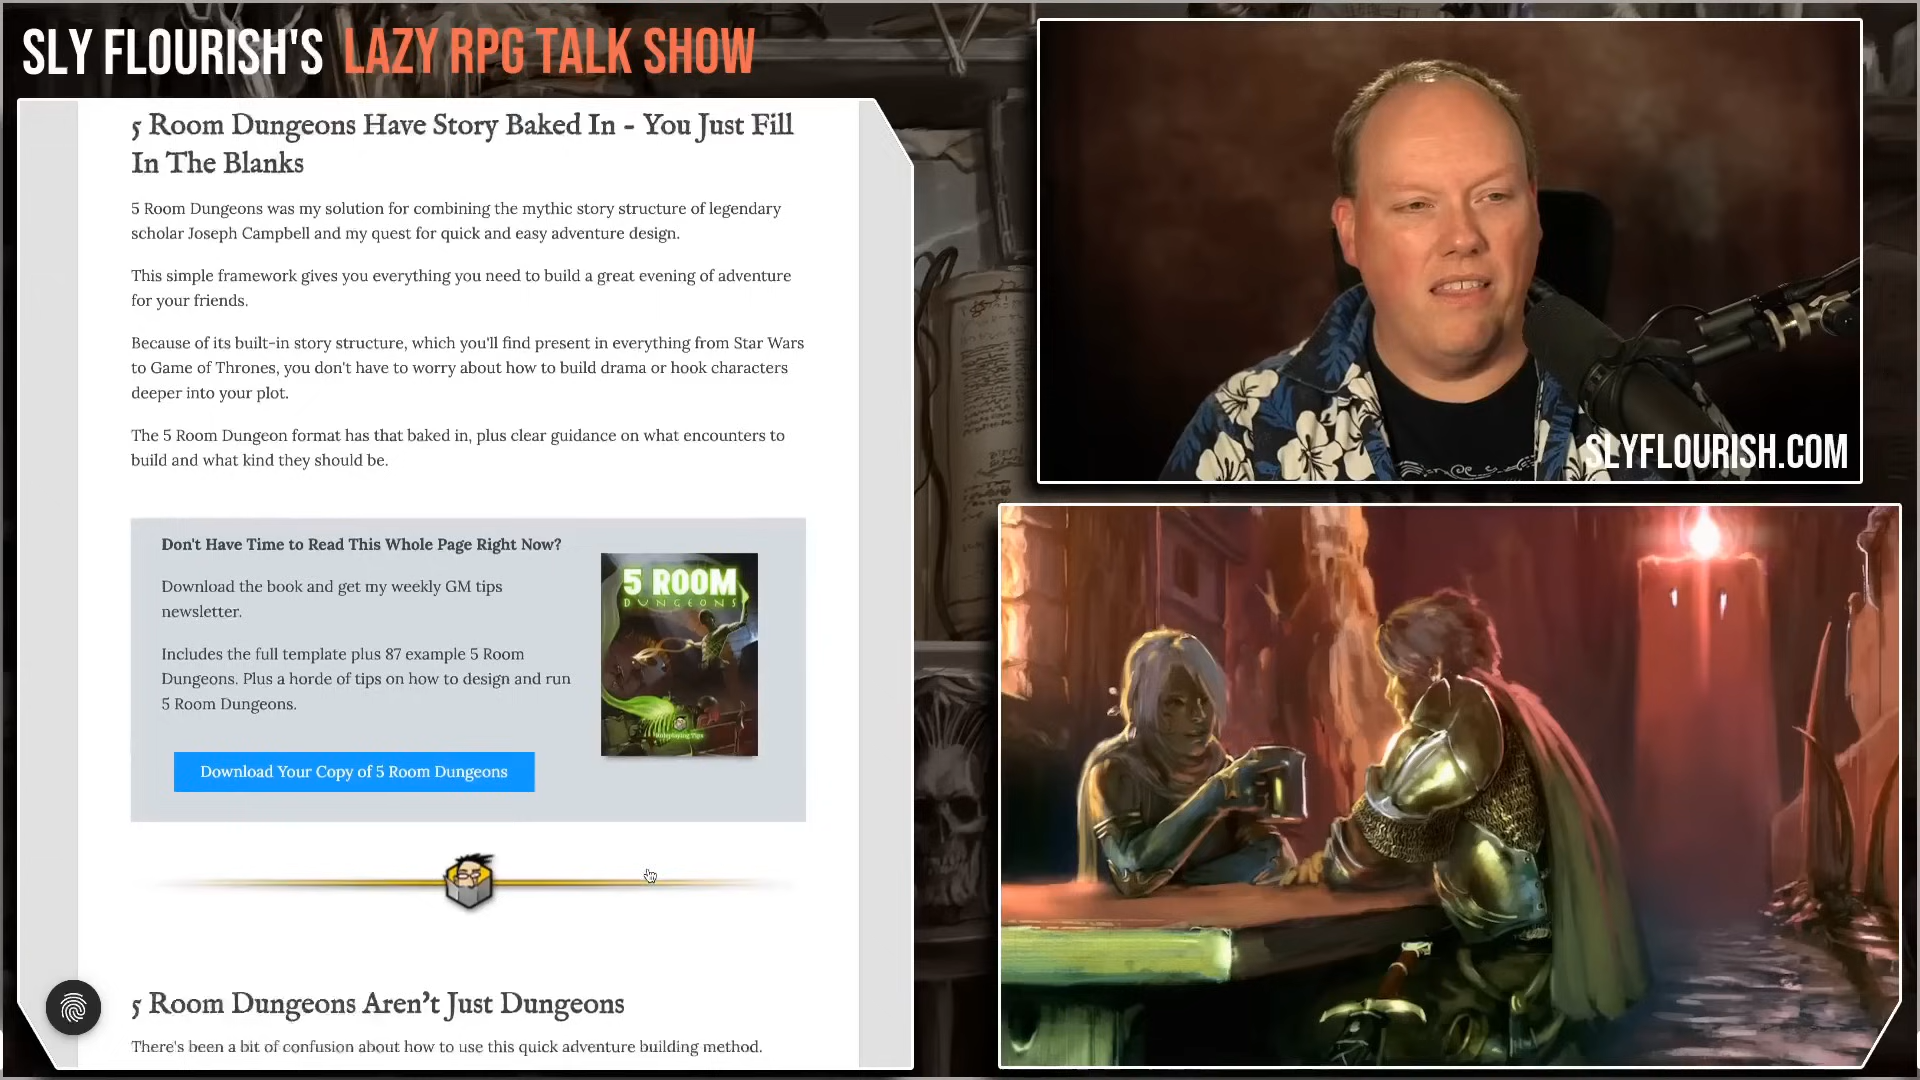 SLY FLOURISH'S LAZY RPG TALK SHOW
5 Room Dungeons Have Story Baked In - You Just Fill
In The Blanks
5 Room Dungeons was my solution for combining the mythic story structure of legendary
scholar Joseph Campbell and my quest for quick and easy adventure design.
This simple framework gives you everything you need to build a great evening of adventure
for your friends.
Because of its built-in story structure, which you'll find present in everything from Star Wars
to Game of Thrones, you don't have to worry about how to build drama or hook characters
deeper into your plot.
The 5 Room Dungeon format has that baked in, plus clear guidance on what encounters to
build and what kind they should be.
Don't Have Time to Read This Whole Page Right Now?
Download the book and get my weekly GM tips
newsletter.
Includes the full template plus 87 example 5 Room
Dungeons. Plus a horde of tips on how to design and run
5 Room Dungeons.
Download Your Copy of 5 Room Dungeons
5 ROOM
DUNGEONS
Roleplaying Tips
5 Room Dungeons Aren't Just Dungeons
There's been a bit of confusion about how to use this quick adventure building method.
SLYFLOURISH.COM